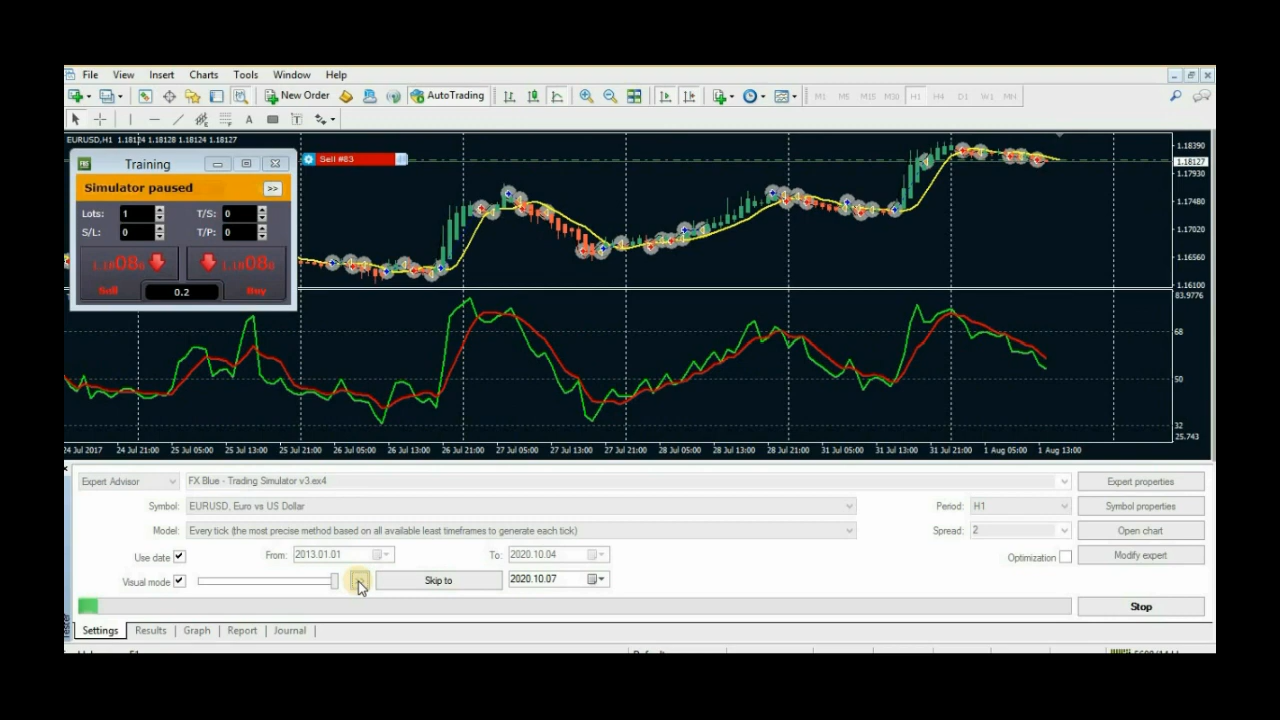 File View Insert Charts Tools Window Help
New Order AutoTrading M1 M5 M15 M30 H1 H4 D1 W1 MN
A T
EURUSD,H1 1.18124 1.18128 1.18124 1.18127
Training
Simulator paused >>
Lots: 1 T/S: 0
S/L: 0 T/P: 0
Sell 0.2 Buy
Sell #83
1.18390
1.18127
1.17930
1.17480
1.17020
1.16560
1.16100
83.9776
68
50
32
25.743
24 Jul 2017 24 Jul 21:00 25 Jul 05:00 25 Jul 13:00 25 Jul 21:00 26 Jul 05:00 26 Jul 13:00 26 Jul 21:00 27 Jul 05:00 27 Jul 13:00 27 Jul 21:00 28 Jul 05:00 28 Jul 13:00 28 Jul 21:00 31 Jul 05:00 31 Jul 13:00 31 Jul 21:00 1 Aug 05:00 1 Aug 13:00
Expert Advisor FX Blue - Trading Simulator v3.ex4 Expert properties
Symbol: EURUSD, Euro vs US Dollar Period: H1 Symbol properties
Model: Every tick (the most precise method based on all available least timeframes to generate each tick) Spread: 2 Open chart
Use date From: 2013.01.01 To: 2020.10.04 Optimization Modify expert
Visual mode Skip to 2020.10.07
Stop
Settings | Results | Graph | Report | Journal |